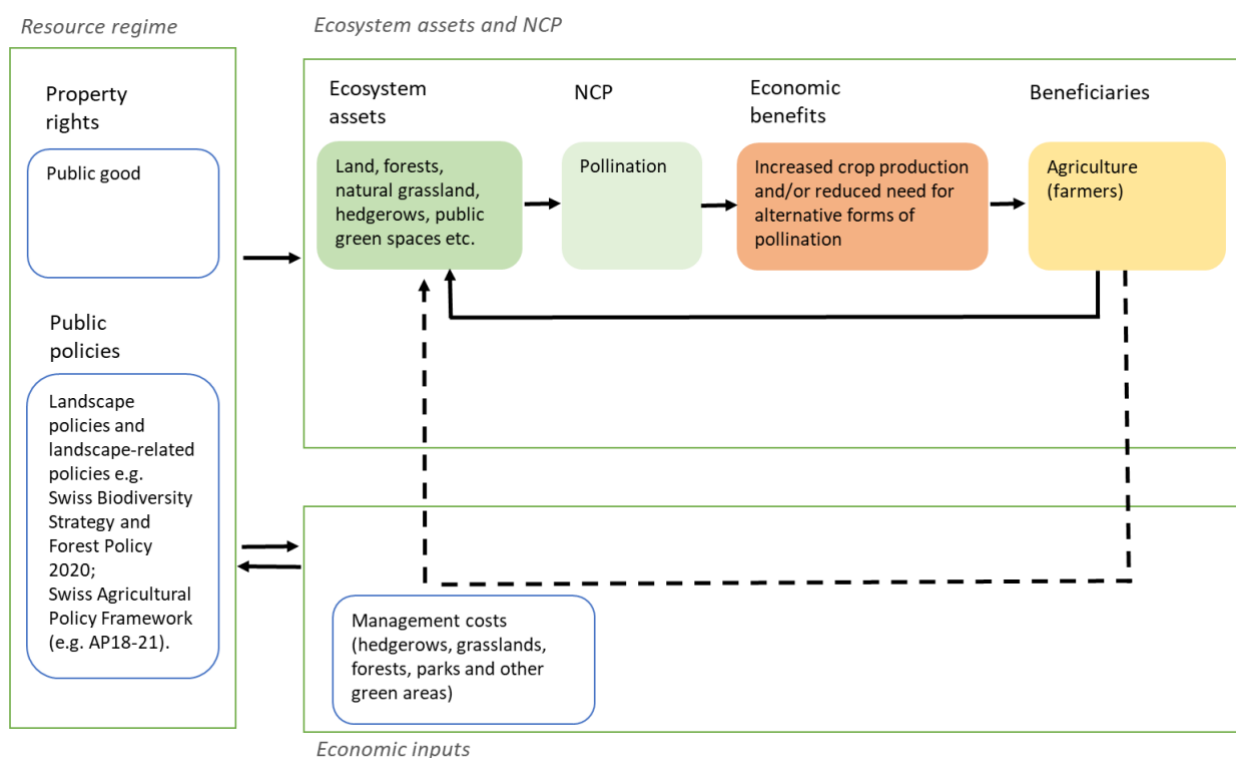 Resource regime
Property
rights
Public good
Public
policies
Landscape
policies and
landscape-related
policies e.g.
Swiss Biodiversity
Strategy and
Forest Policy
2020;
Swiss Agricultural
Policy Framework
(e.g. AP18-21).
Ecosystem assets and NCP
Ecosystem
assets
Land, forests,
natural grassland,
hedgerows, public
green spaces etc.
NCP
Pollination
Economic
benefits
Increased crop production
and/or reduced need for
alternative forms of
pollination
Beneficiaries
Agriculture
(farmers)
Management costs
(hedgerows, grasslands,
forests, parks and other
green areas)
Economic inputs